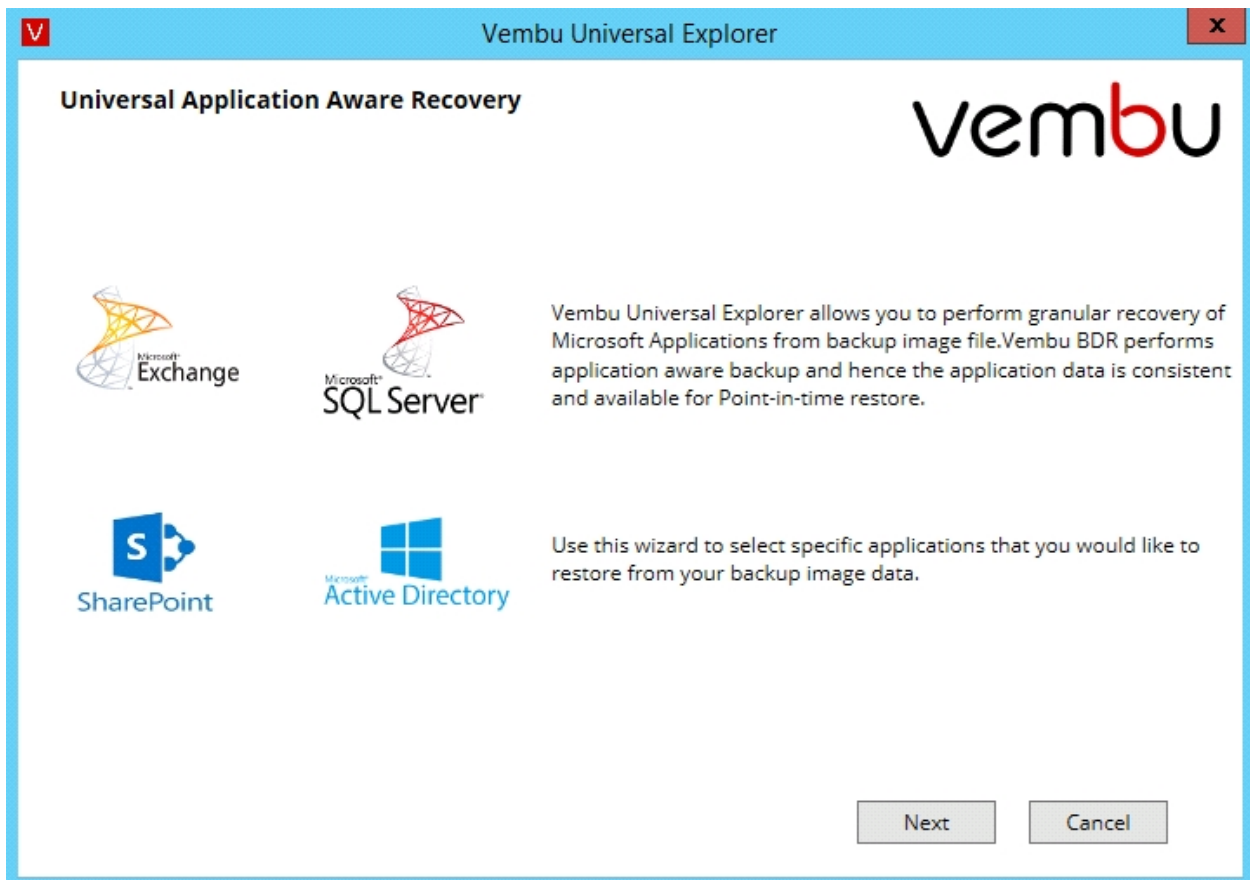 V
Vembu Universal Explorer
x
Universal Application Aware Recovery
vembu
Microsoft
Exchange
Microsoft
SQL Server
Vembu Universal Explorer allows you to perform granular recovery of
Microsoft Applications from backup image file.Vembu BDR performs
application aware backup and hence the application data is consistent
and available for Point-in-time restore.
S
SharePoint
Microsoft
Active Directory
Use this wizard to select specific applications that you would like to
restore from your backup image data.
Next
Cancel